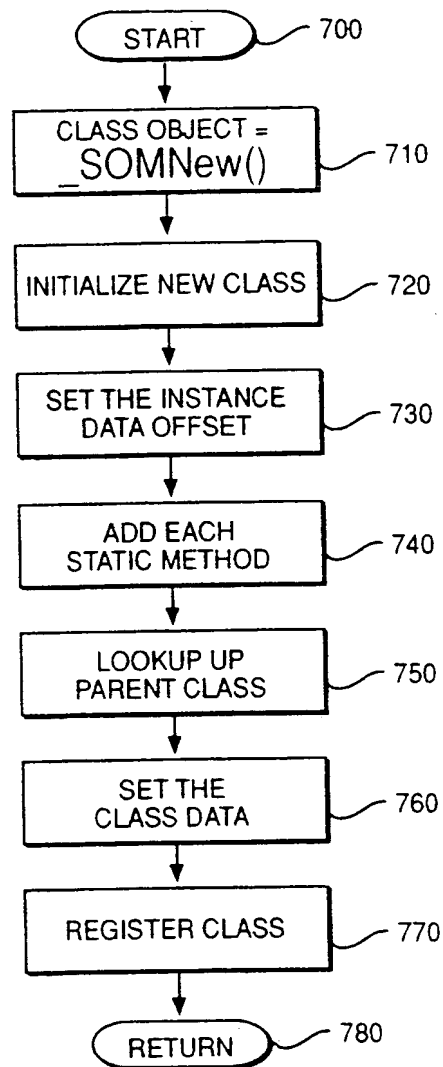 START
700
CLASS OBJECT =
_SOMNew()
710
INITIALIZE NEW CLASS
720
SET THE INSTANCE
DATA OFFSET
730
ADD EACH
STATIC METHOD
740
LOOKUP UP
PARENT CLASS
750
SET THE
CLASS DATA
760
REGISTER CLASS
770
RETURN
780